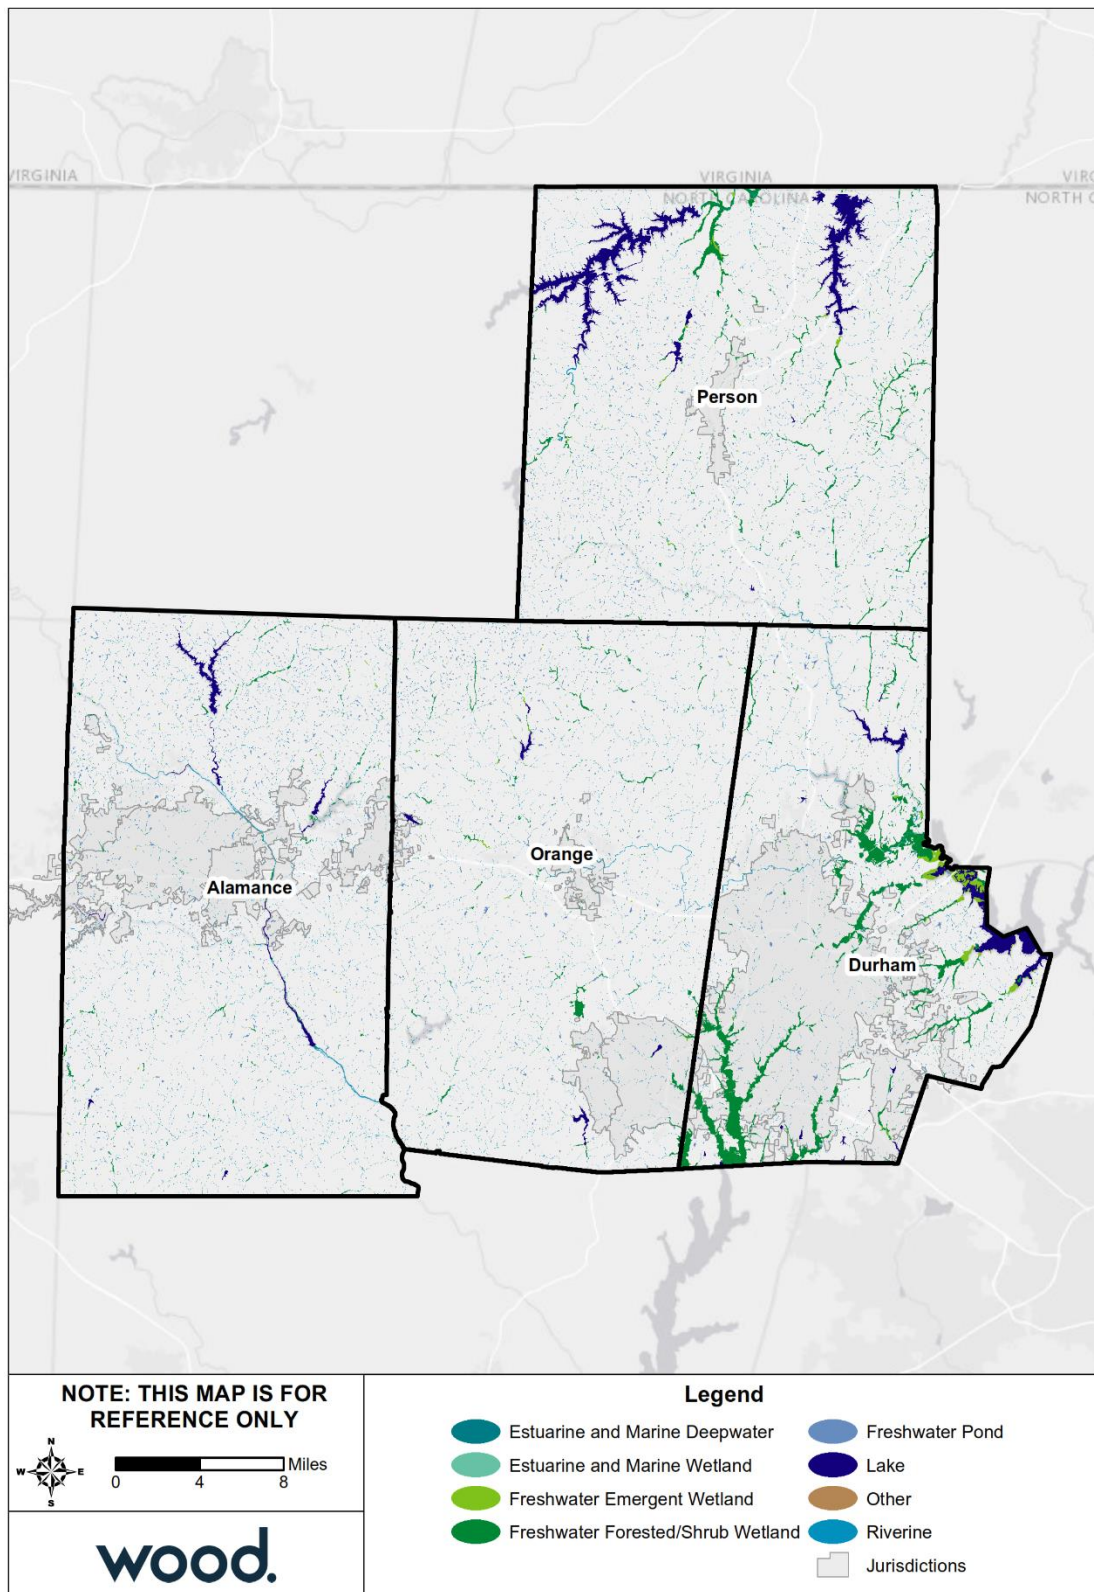 VIRGINIA
VIRGINIA
VIRG
NORTH CAROLINA
NORTH C
Person
Orange
Alamance
Durham
NOTE: THIS MAP IS FOR
REFERENCE ONLY
N
W E
S
0 4 8 Miles
wood.
Legend
Estuarine and Marine Deepwater
Estuarine and Marine Wetland
Freshwater Emergent Wetland
Freshwater Forested/Shrub Wetland
Freshwater Pond
Lake
Other
Riverine
Jurisdictions